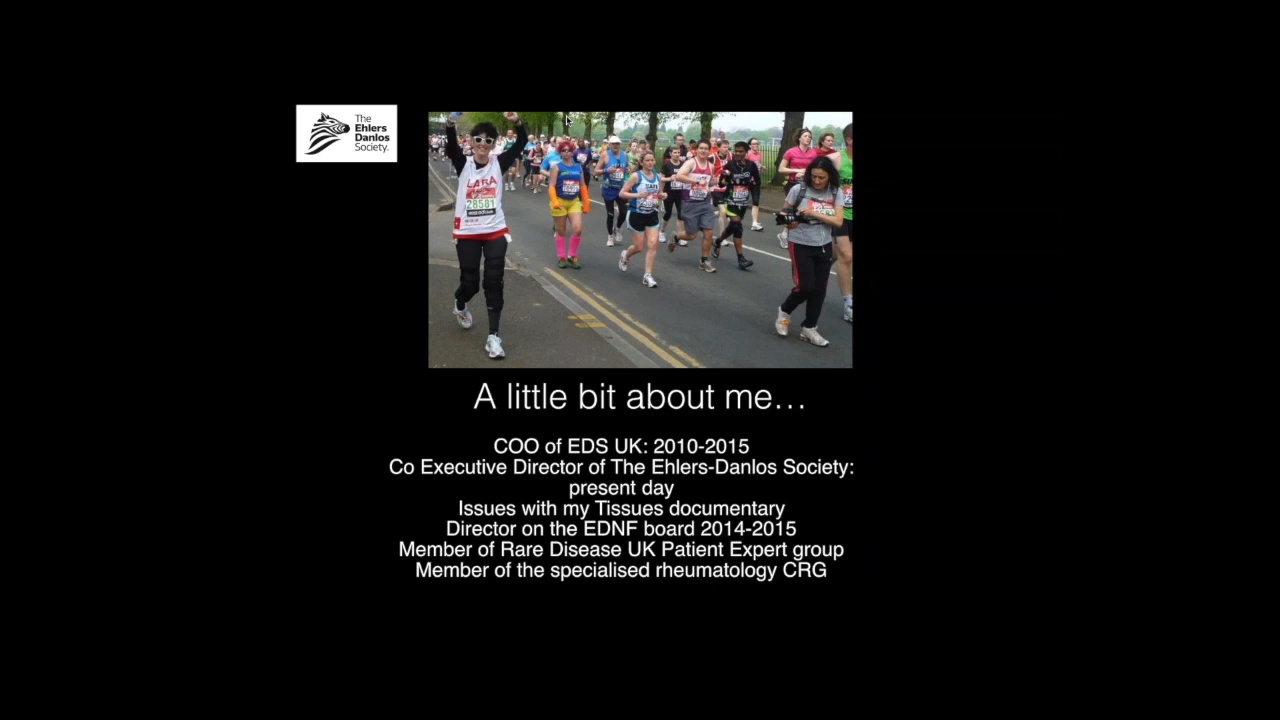 The
Ehlers
Danlos
Society.
LARA
28581
A little bit about me...
COO of EDS UK: 2010-2015
Co Executive Director of The Ehlers-Danlos Society:
present day
Issues with my Tissues documentary
Director on the EDNF board 2014-2015
Member of Rare Disease UK Patient Expert group
Member of the specialised rheumatology CRG